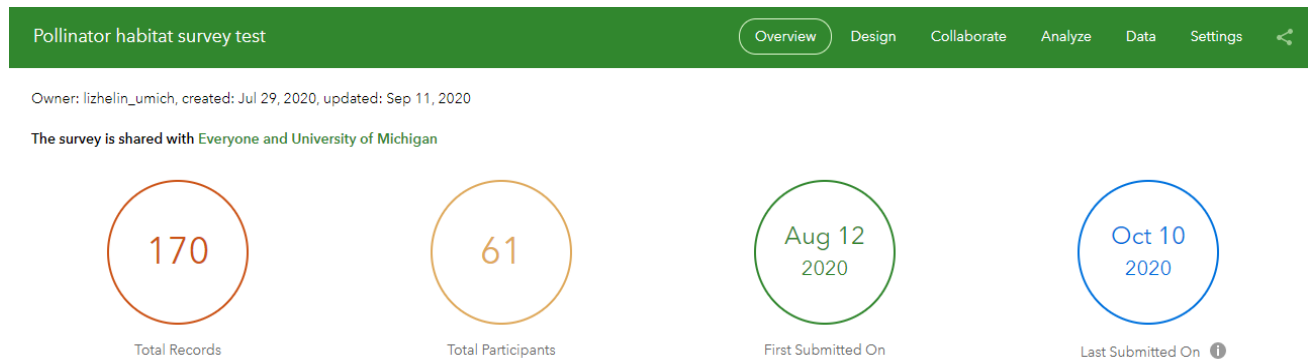 Pollinator habitat survey test Overview Design Collaborate Analyze Data Settings
Owner: lizhelin_umich, created: Jul 29, 2020, updated: Sep 11, 2020
The survey is shared with Everyone and University of Michigan
170
Total Records
61
Total Participants
Aug 12
2020
First Submitted On
Oct 10
2020
Last Submitted On i